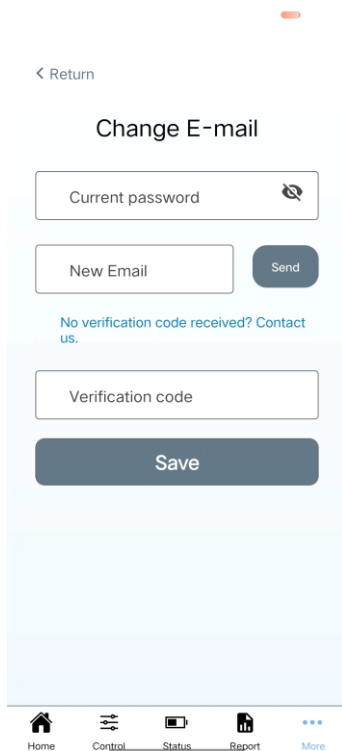 Return
Change E-mail
Current password
New Email
Send
No verification code received? Contact
us.
Verification code
Save
Home
Control
Status
Report
More